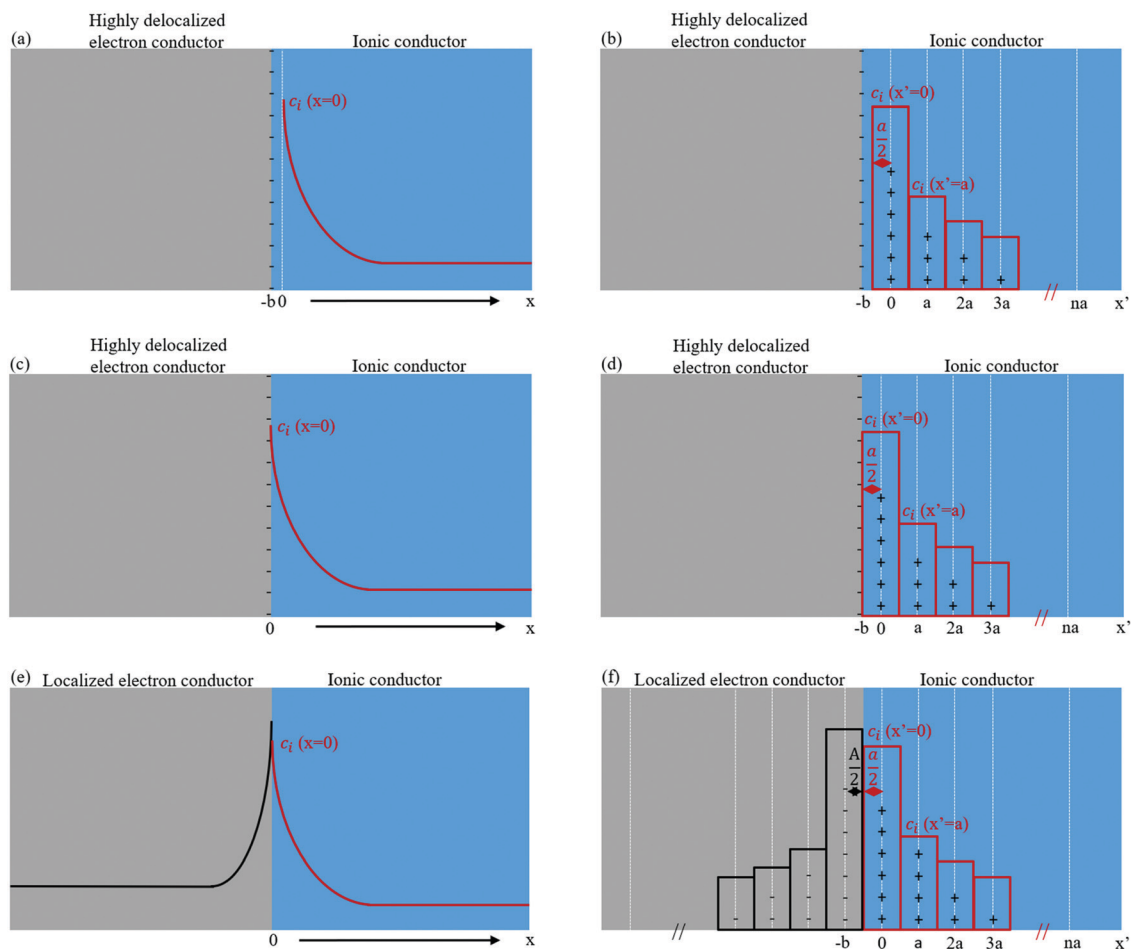 (a)
Highly delocalized
electron conductor
Ionic conductor
c_i (x=0)
-b 0
x
(b)
Highly delocalized
electron conductor
Ionic conductor
c_i (x'=0)
a/2
c_i (x'=a)
+
+
+ + +
+ + +
+ + + +
-b 0 a 2a 3a // na x'
(c)
Highly delocalized
electron conductor
Ionic conductor
c_i (x=0)
0
x
(d)
Highly delocalized
electron conductor
Ionic conductor
c_i (x'=0)
a/2
c_i (x'=a)
-b 0 a 2a 3a // na x'
(e)
Localized electron conductor
Ionic conductor
c_i (x=0)
0
x
(f)
Localized electron conductor
Ionic conductor
c_i (x'=0)
A/2
a/2
c_i (x'=a)
// -b 0 a 2a 3a // na x'